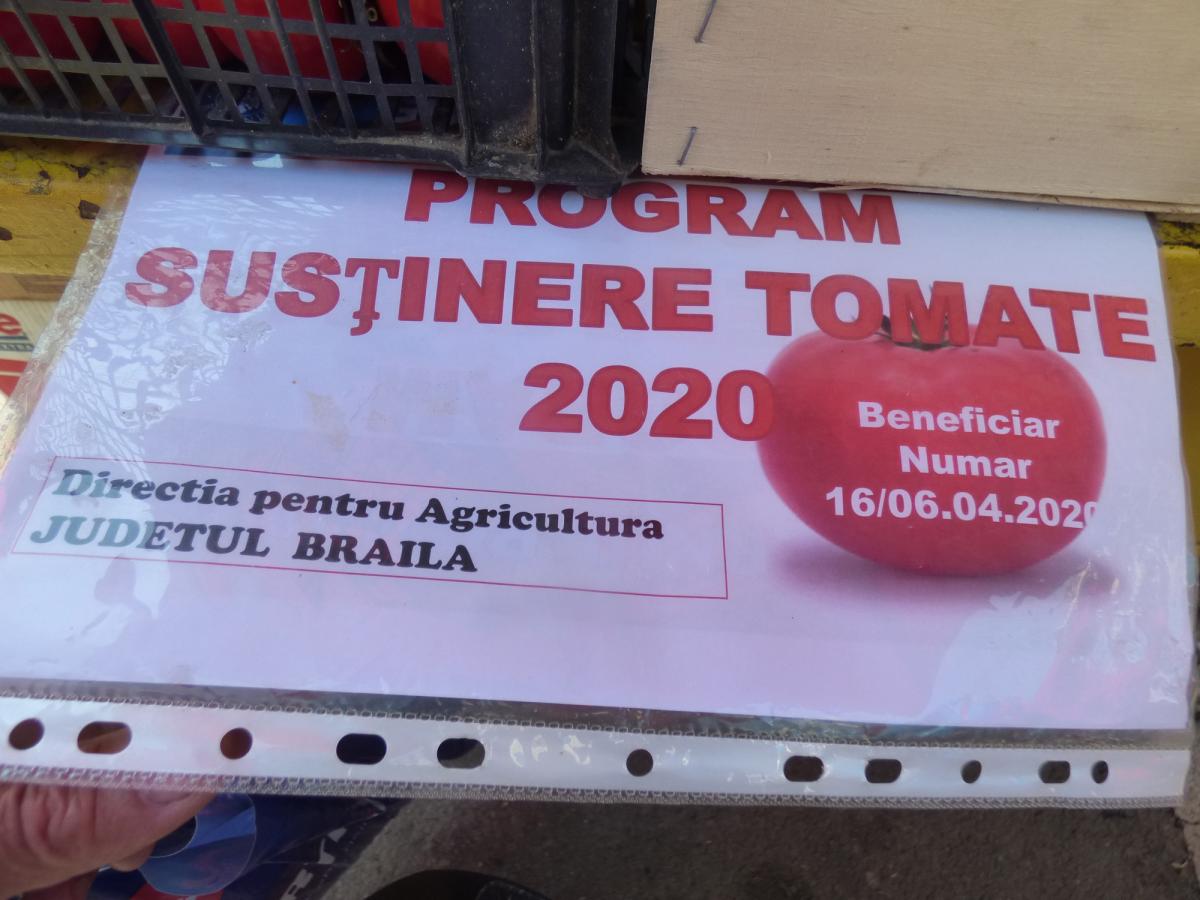 PROGRAM
SUSŢINERE TOMATE
2020
Beneficiar
Numar
16/06.04.2020
Directia pentru Agricultura
JUDETUL BRAILA